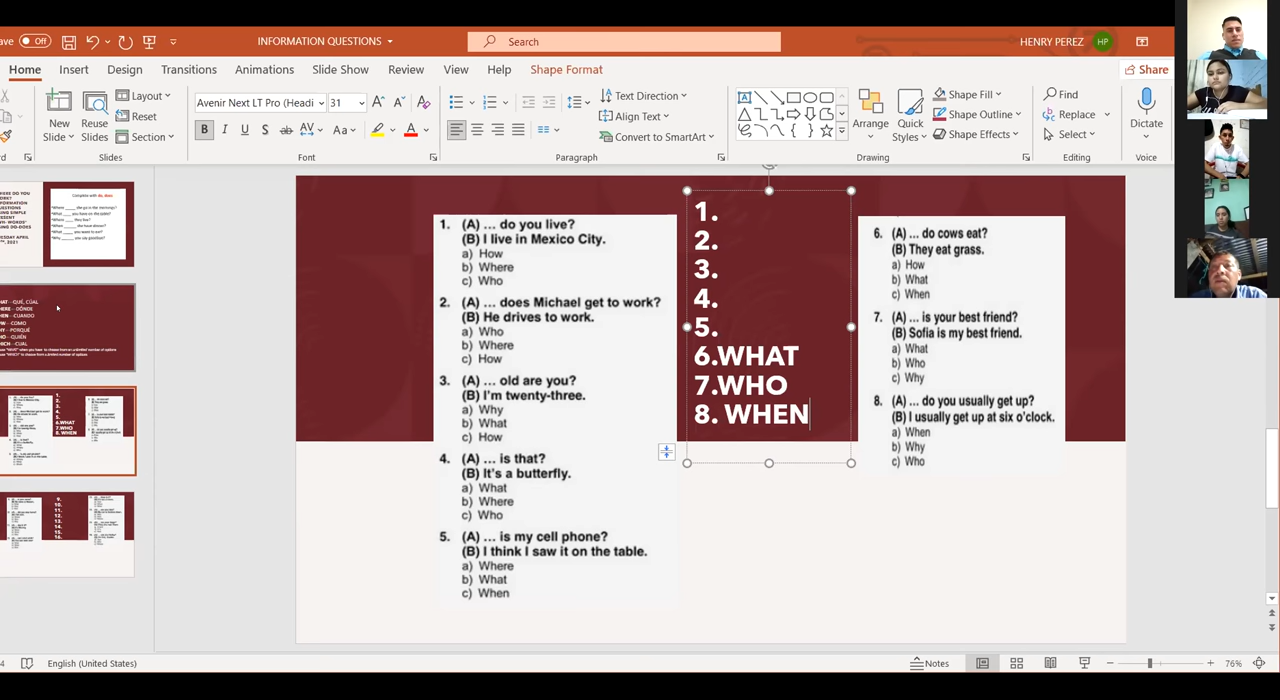 ave Off
INFORMATION QUESTIONS
Search
HENRY PEREZ HP
Home Insert Design Transitions Animations Slide Show Review View Help Shape Format
Share
New Slide
Reuse Slides
Layout
Reset
Section
Slides
Avenir Next LT Pro (Headi 31
B I U S ab AV Aa A
Font
Text Direction
Align Text
Convert to SmartArt
Paragraph
Arrange
Quick Styles
Shape Fill
Shape Outline
Shape Effects
Drawing
Find
Replace
Select
Editing
Dictate
Voice
1. (A) ... do you live?
(B) I live in Mexico City.
a) How
b) Where
c) Who
2. (A) ... does Michael get to work?
(B) He drives to work.
a) Who
b) Where
c) How
3. (A) ... old are you?
(B) I'm twenty-three.
a) Why
b) What
c) How
4. (A) ... is that?
(B) It's a butterfly.
a) What
b) Where
c) Who
5. (A) ... is my cell phone?
(B) I think I saw it on the table.
a) Where
b) What
c) When
1.
2.
3.
4.
5.
6.WHAT
7.WHO
8. WHEN
6. (A) ... do cows eat?
(B) They eat grass.
a) How
b) What
c) When
7. (A) ... is your best friend?
(B) Sofia is my best friend.
a) What
b) Who
c) Why
8. (A) ... do you usually get up?
(B) I usually get up at six o'clock.
a) When
b) Why
c) Who
4 English (United States)
Notes
76%